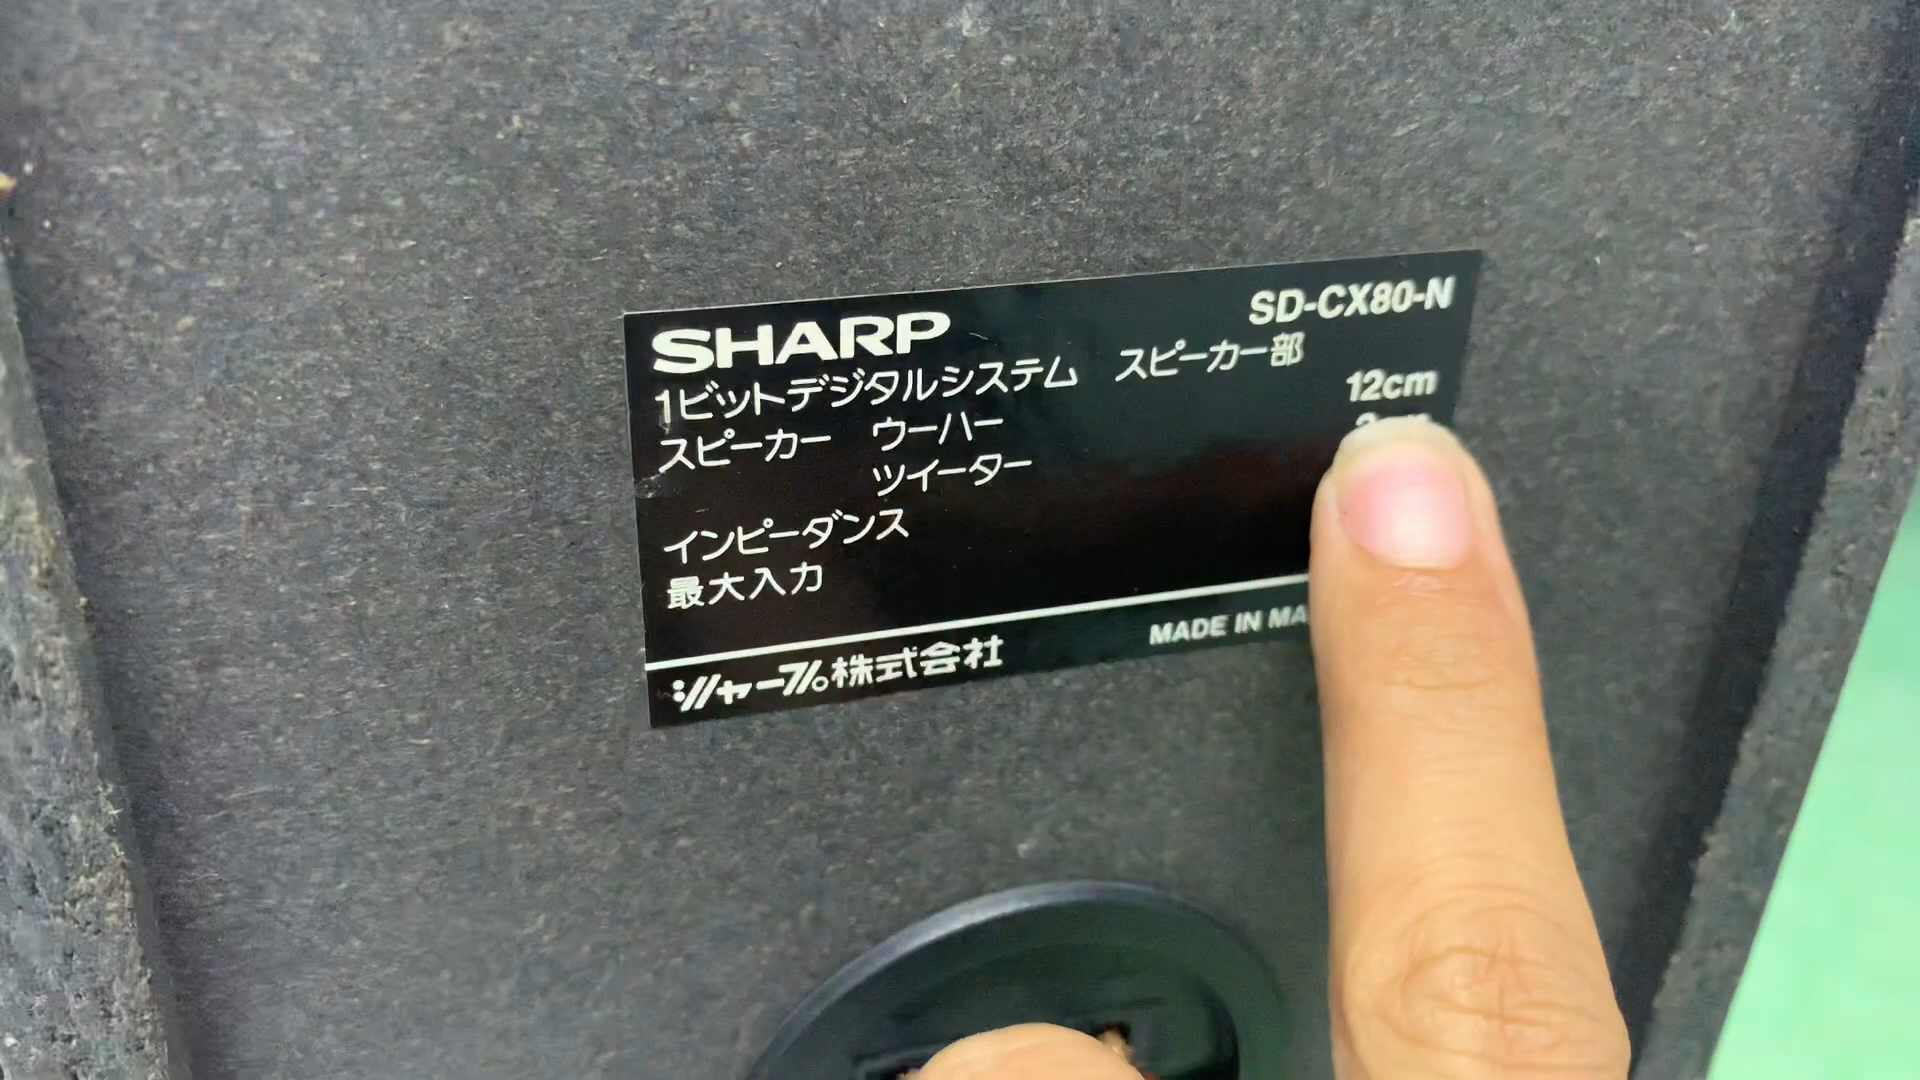 SHARP SD-CX80-N
1ビットデジタルシステム スピーカー部
スピーカー ウーハー 12cm
ツイーター
インピーダンス
最大入力
シャープ株式会社 MADE IN